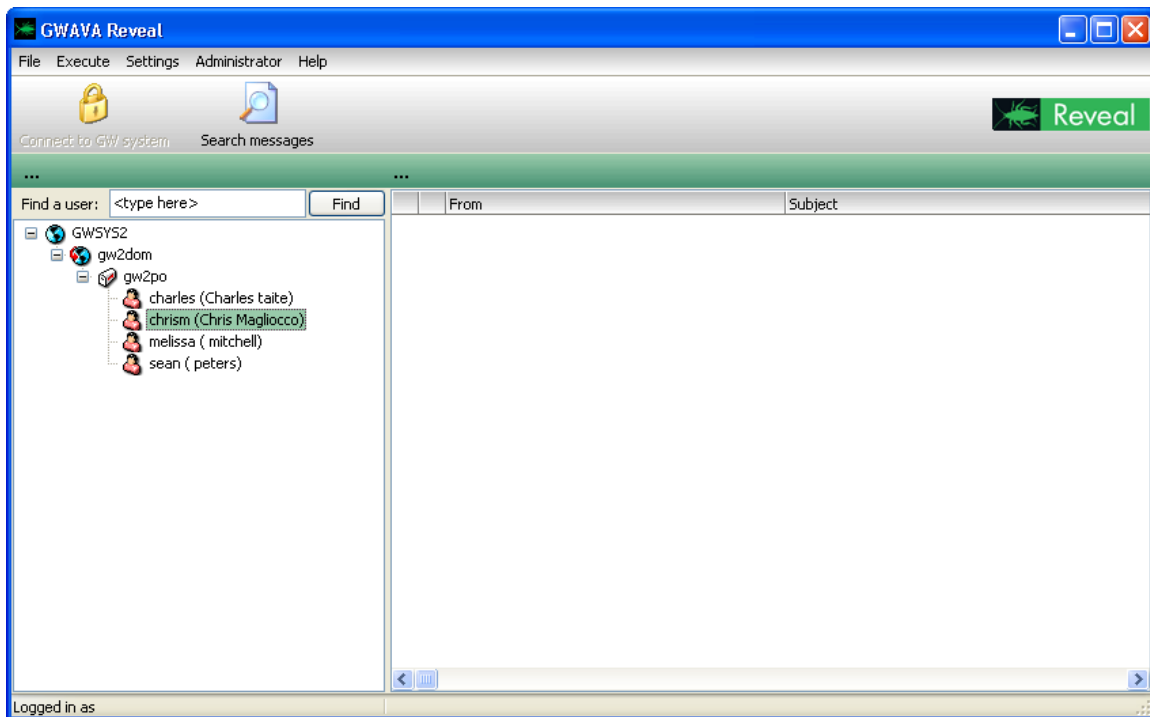 GWAVA Reveal
File Execute Settings Administrator Help
Connect to GW system Search messages
Reveal
... ...
Find a user: <type here> Find From Subject
GWSYS2
gw2dom
gw2po
charles (Charles taite)
chrism (Chris Magliocco)
melissa ( mitchell)
sean ( peters)
Logged in as